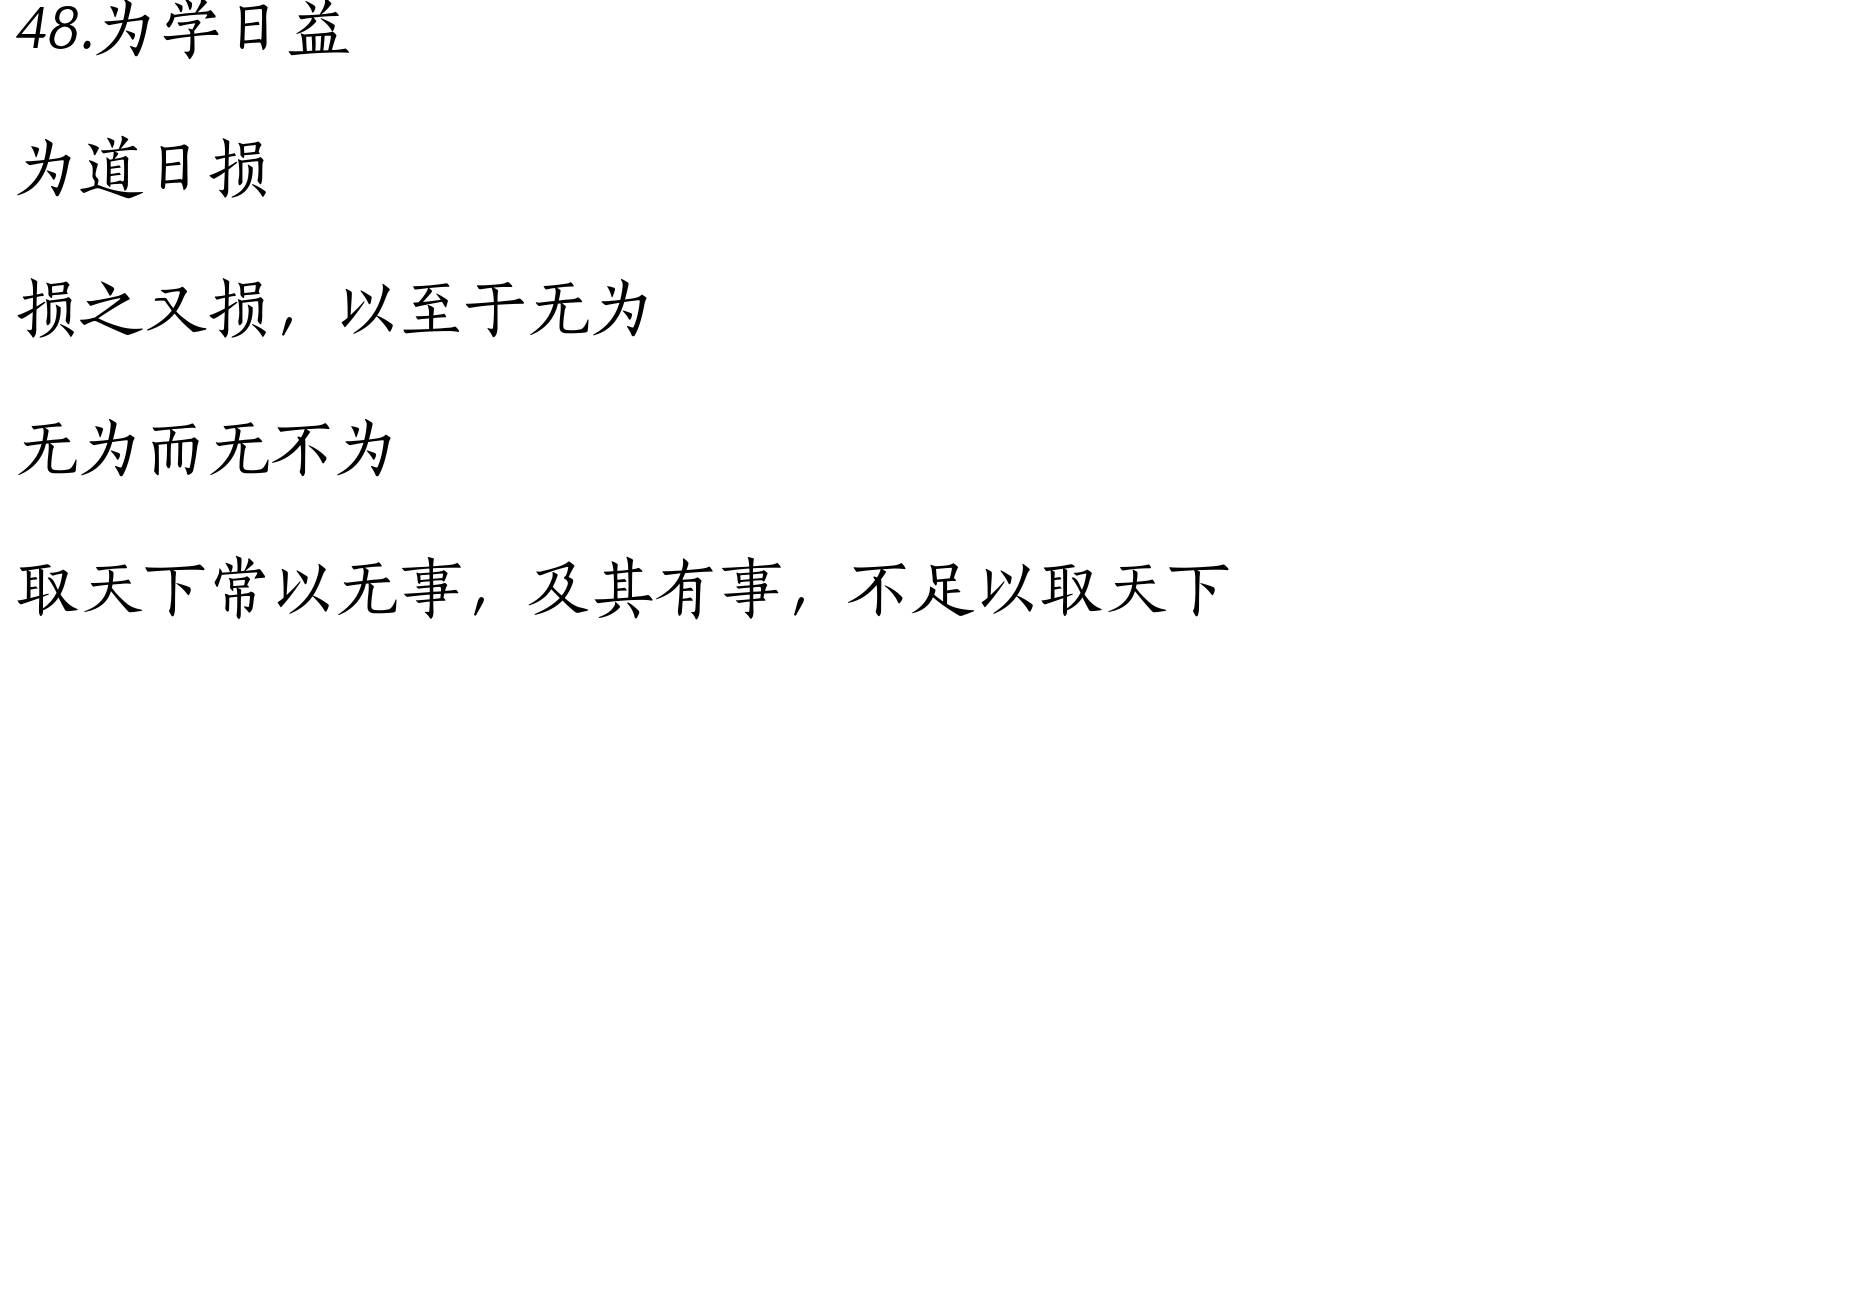 48.为学日益
为道日损
损之又损，以至于无为
无为而无不为
取天下常以无事，及其有事，不足以取天下